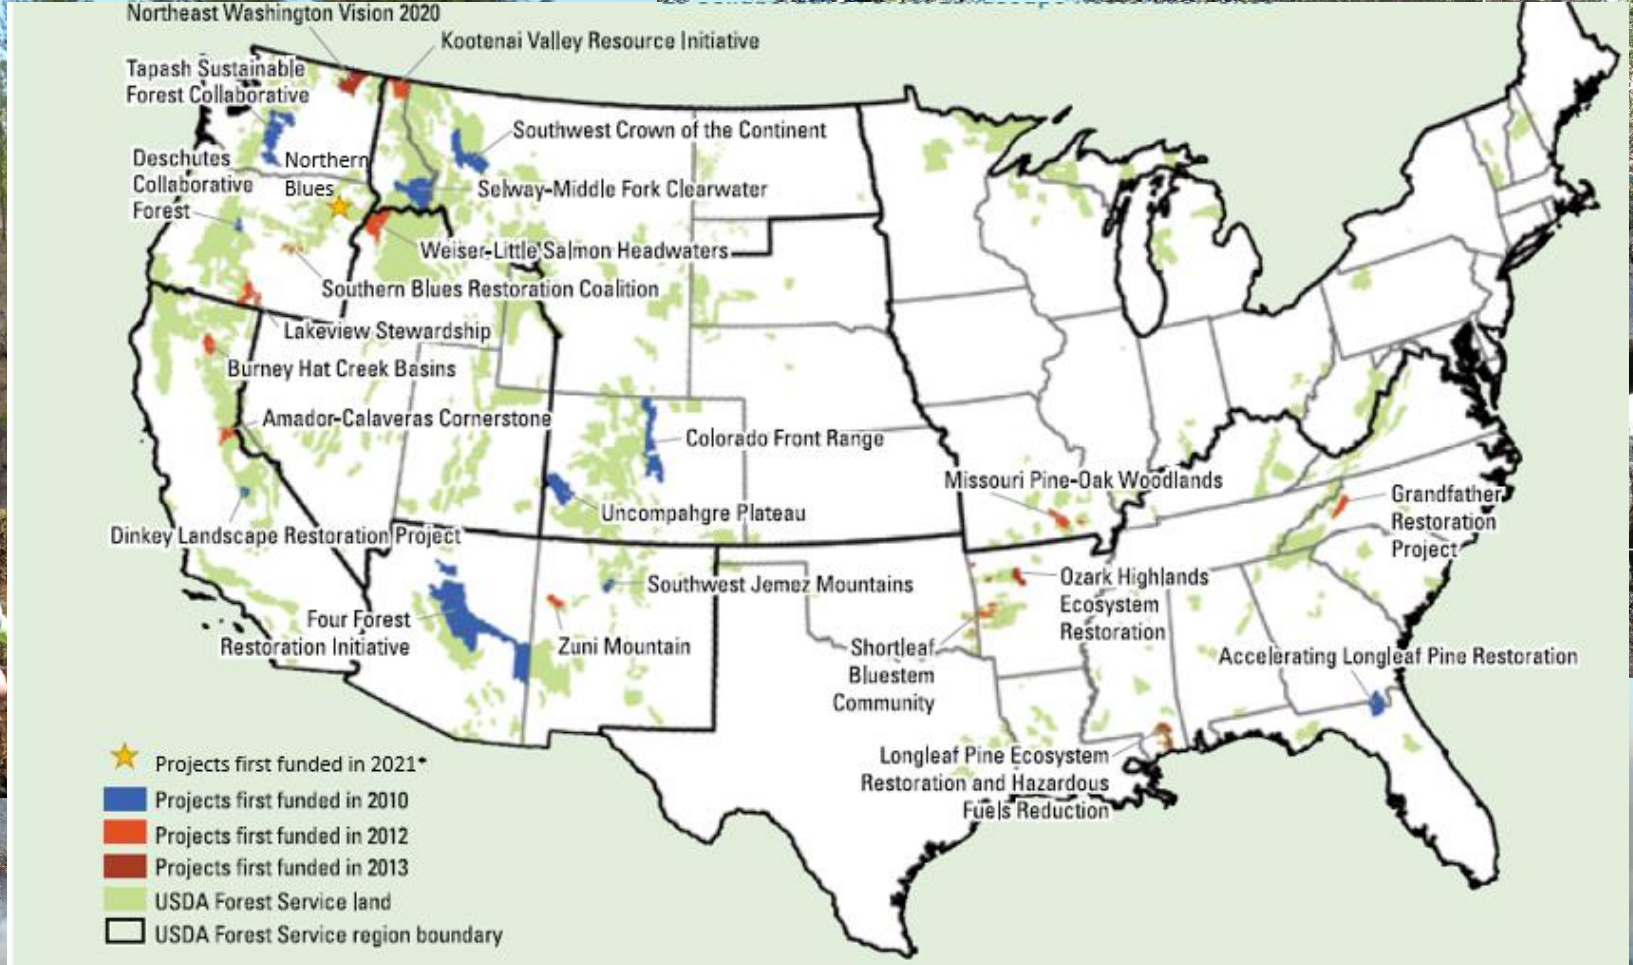 Northeast Washington Vision 2020
Kootenai Valley Resource Initiative
Tapash Sustainable
Forest Collaborative
Southwest Crown of the Continent
Deschutes
Collaborative
Forest
Northern
Blues
Selway-Middle Fork Clearwater
Weiser-Little Salmon Headwaters
Southern Blues Restoration Coalition
Lakeview Stewardship
Burney Hat Creek Basins
Amador-Calaveras Cornerstone
Colorado Front Range
Missouri Pine-Oak Woodlands
Grandfather
Restoration
Project
Uncompahgre Plateau
Dinkey Landscape Restoration Project
Southwest Jemez Mountains
Ozark Highlands
Ecosystem
Restoration
Four Forest
Restoration Initiative
Zuni Mountain
Shortleaf
Bluestem
Community
Accelerating Longleaf Pine Restoration
Longleaf Pine Ecosystem
Restoration and Hazardous
Fuels Reduction
Projects first funded in 2021*
Projects first funded in 2010
Projects first funded in 2012
Projects first funded in 2013
USDA Forest Service land
USDA Forest Service region boundary